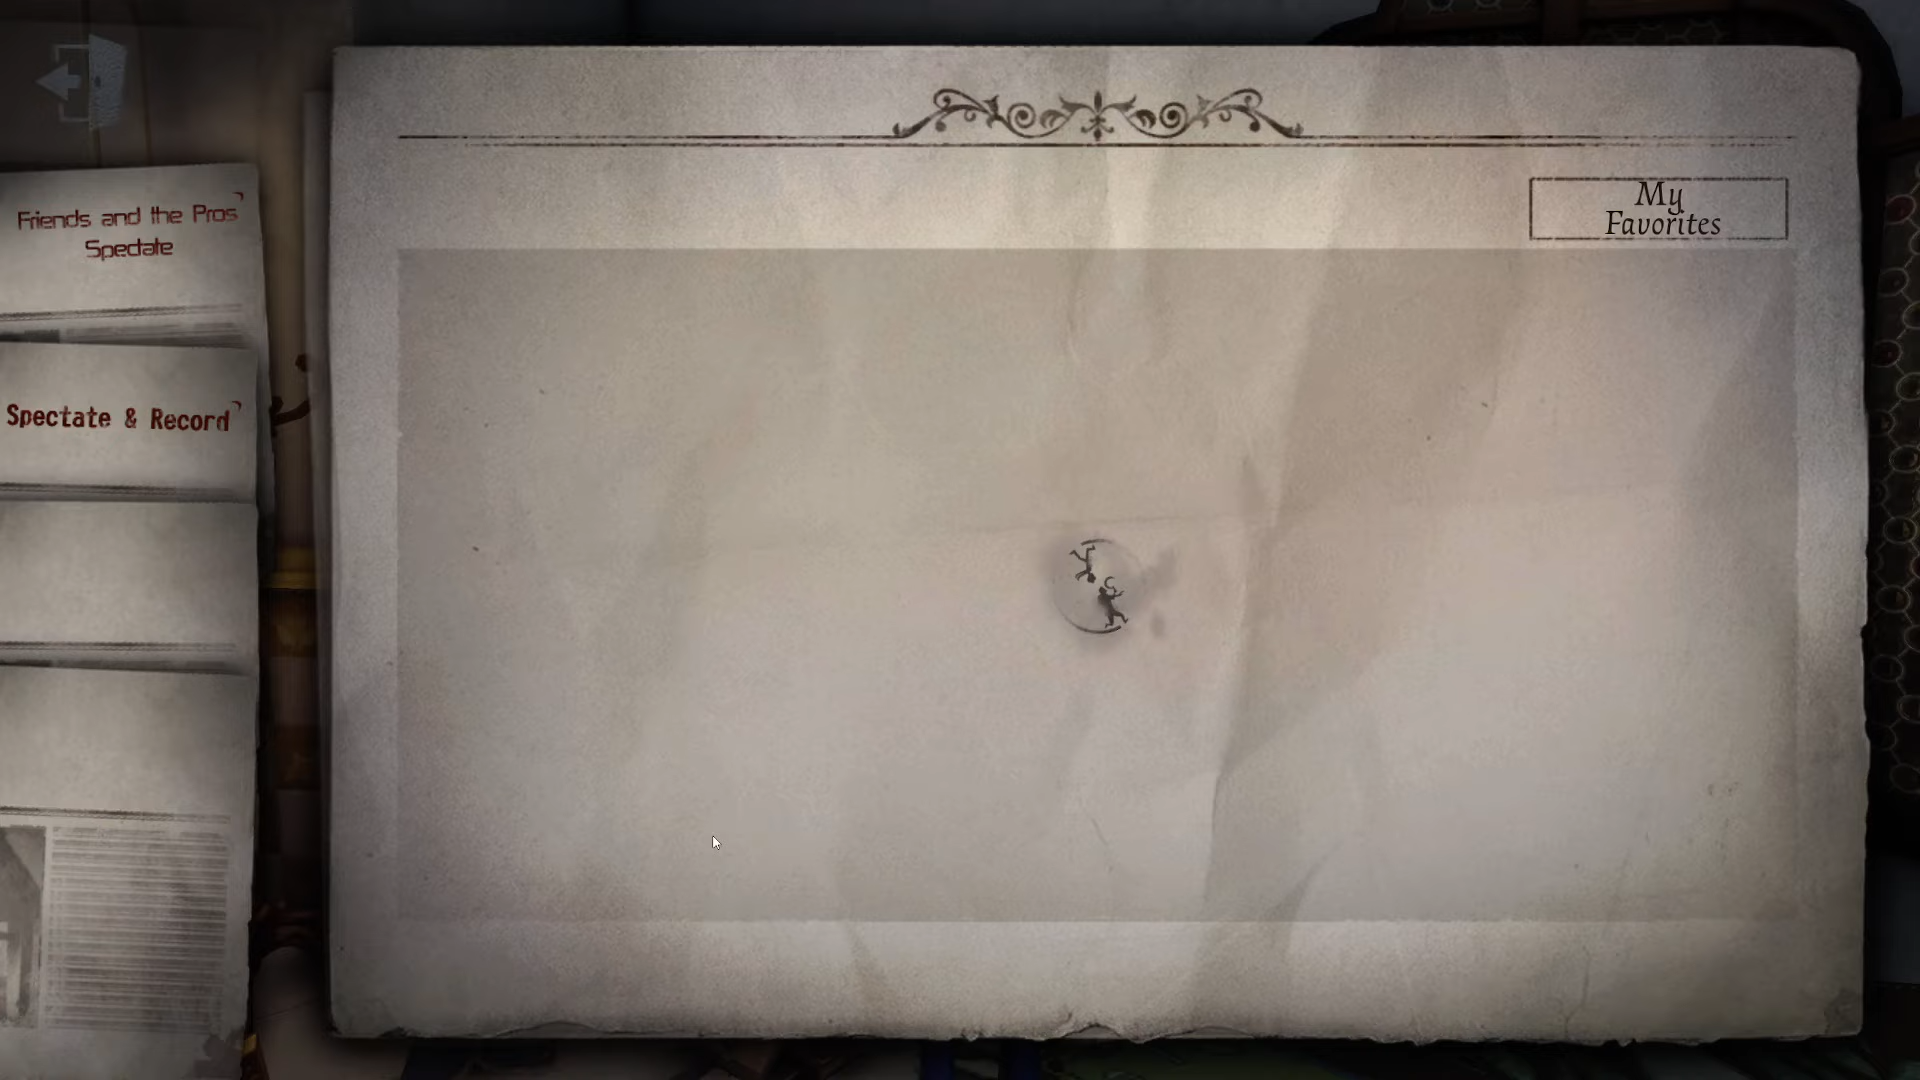 Friends and the Pros
Spectate
Spectate & Record
My
Favorites